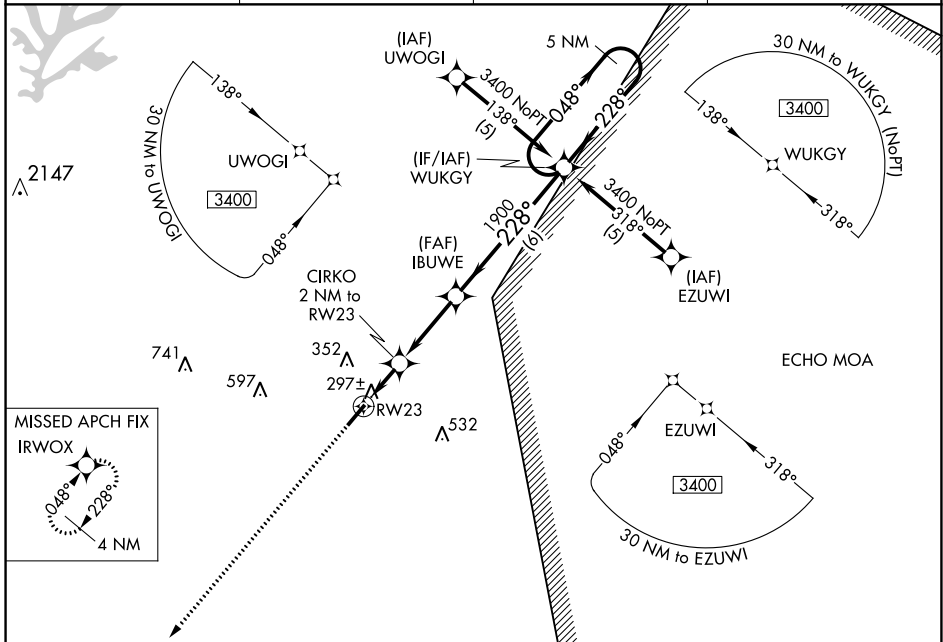 (IAF)
UWOGI
5 NM
3400 NoPT
138°
(5)
048°
228°
30 NM to WUKGY (NoPT)
138°
3400
WUKGY
318°
138°
30 NM to UWOGI
UWOGI
3400
048°
2147
(IF/IAF)
WUKGY
3400 NoPT
318°
(5)
1900
228°
(6)
(FAF)
IBUWE
(IAF)
EZUWI
CIRKO
2 NM to
RW23
741
352
597
297±
RW23
532
ECHO MOA
MISSED APCH FIX
IRWOX
048°
228°
4 NM
EZUWI
048°
318°
3400
30 NM to EZUWI